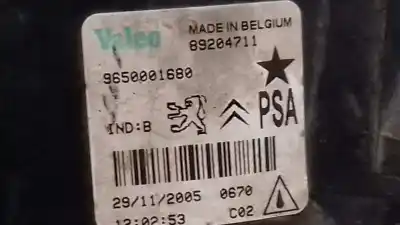 Valeo MADE IN BELGIUM
89204711
9650001680
IND:B PSA
29/11/2005 0670
12:02:53 C02